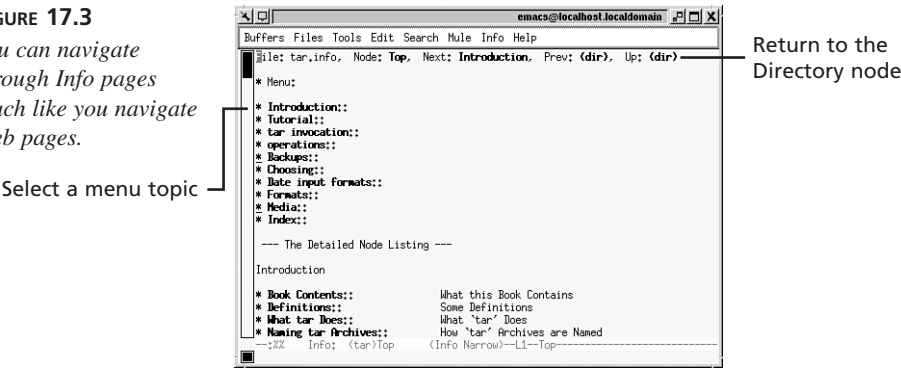 GURE 17.3
u can navigate
rough Info pages
uch like you navigate
eb pages.
Select a menu topic
emacs@localhost.localdomain
Buffers Files Tools Edit Search Mule Info Help
File: tar.info, Node: Top, Next: Introduction, Prev: (dir), Up: (dir)
* Menu:
* Introduction::
* Tutorial::
* tar invocation::
* operations::
* Backups::
* Choosing::
* Date input formats::
* Formats::
* Media::
* Index::
--- The Detailed Node Listing ---
Introduction
* Book Contents:: What this Book Contains
* Definitions:: Some Definitions
* What tar Does:: What `tar' Does
* Naming tar Archives:: How `tar' Archives are Named
--:%% Info: (tar)Top (Info Narrow)--L1--Top---------------------------
Return to the
Directory node